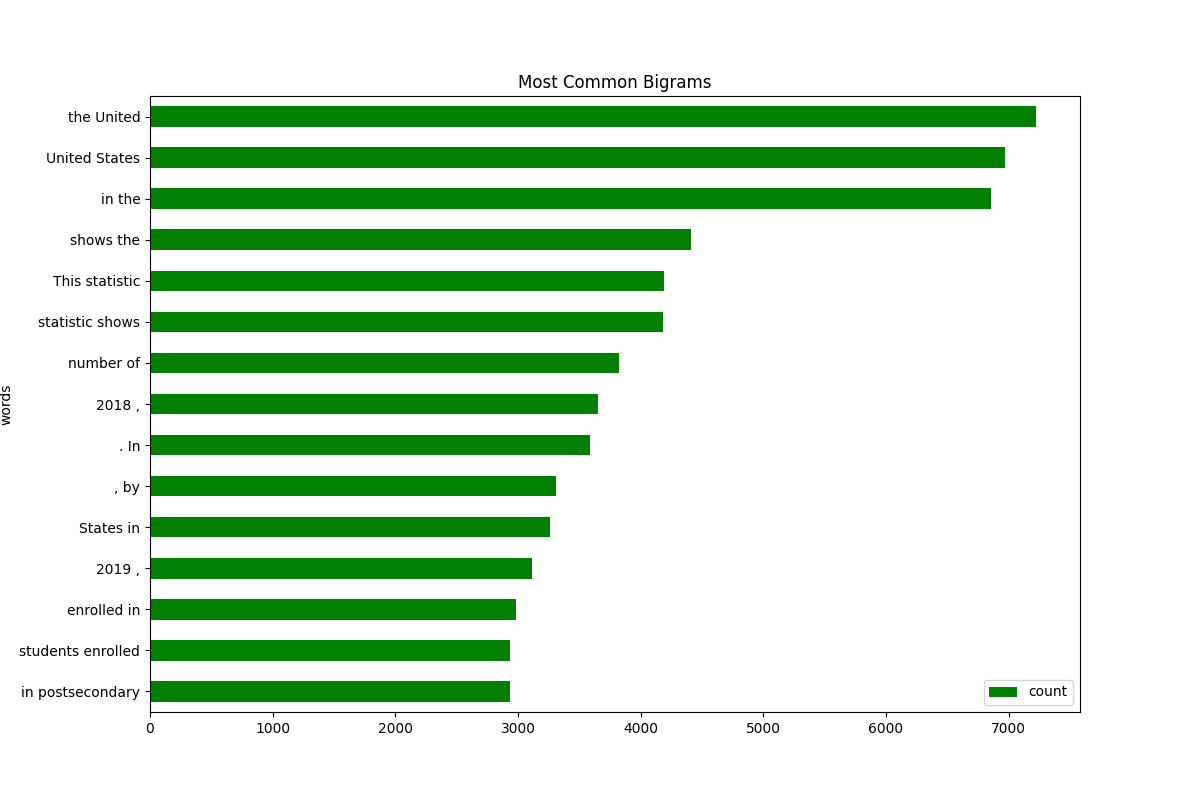 Most Common Bigrams
words
the United
United States
in the
shows the
This statistic
statistic shows
number of
2018 ,
. In
, by
States in
2019 ,
enrolled in
students enrolled
in postsecondary
count
0 1000 2000 3000 4000 5000 6000 7000